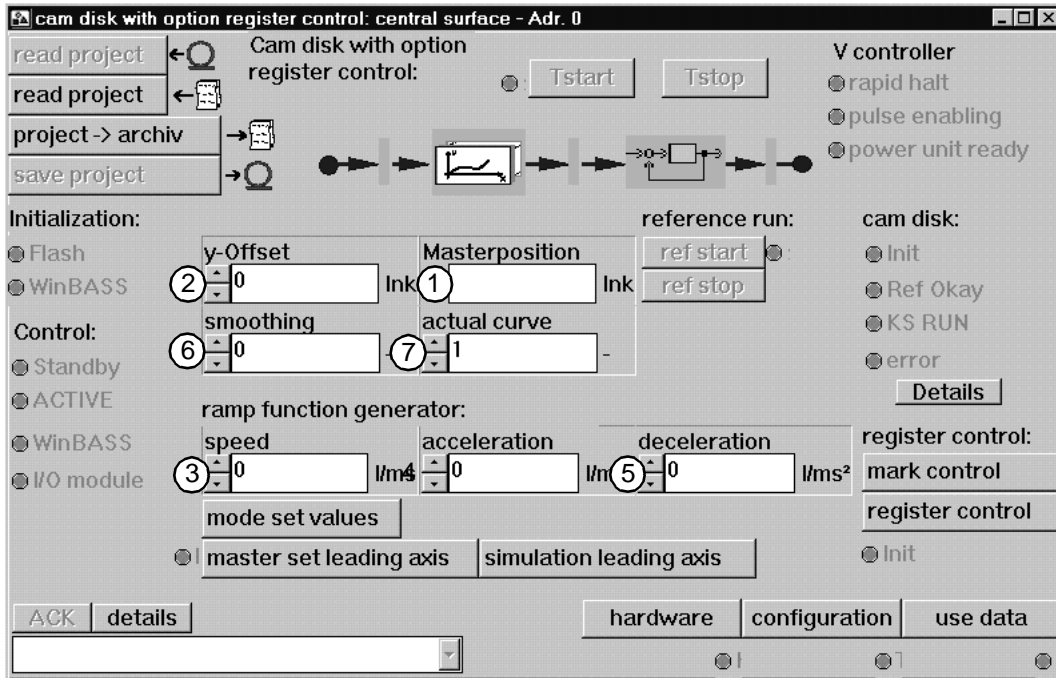 cam disk with option register control: central surface - Adr. 0
read project
Cam disk with option
register control:
Tstart
Tstop
V controller
rapid halt
read project
pulse enabling
project -> archiv
power unit ready
save project
Initialization:
reference run:
cam disk:
Flash
y-Offset
Masterposition
ref start
Init
WinBASS
2
0
Ink
1
Ink
ref stop
Ref Okay
Control:
smoothing
actual curve
KS RUN
6
0
-
7
1
-
Standby
error
Details
ACTIVE
ramp function generator:
WinBASS
speed
acceleration
deceleration
register control:
I/O module
3
0
I/ms
4
0
I/m
5
0
I/ms²
mark control
mode set values
register control
master set leading axis
simulation leading axis
Init
ACK
details
hardware
configuration
use data